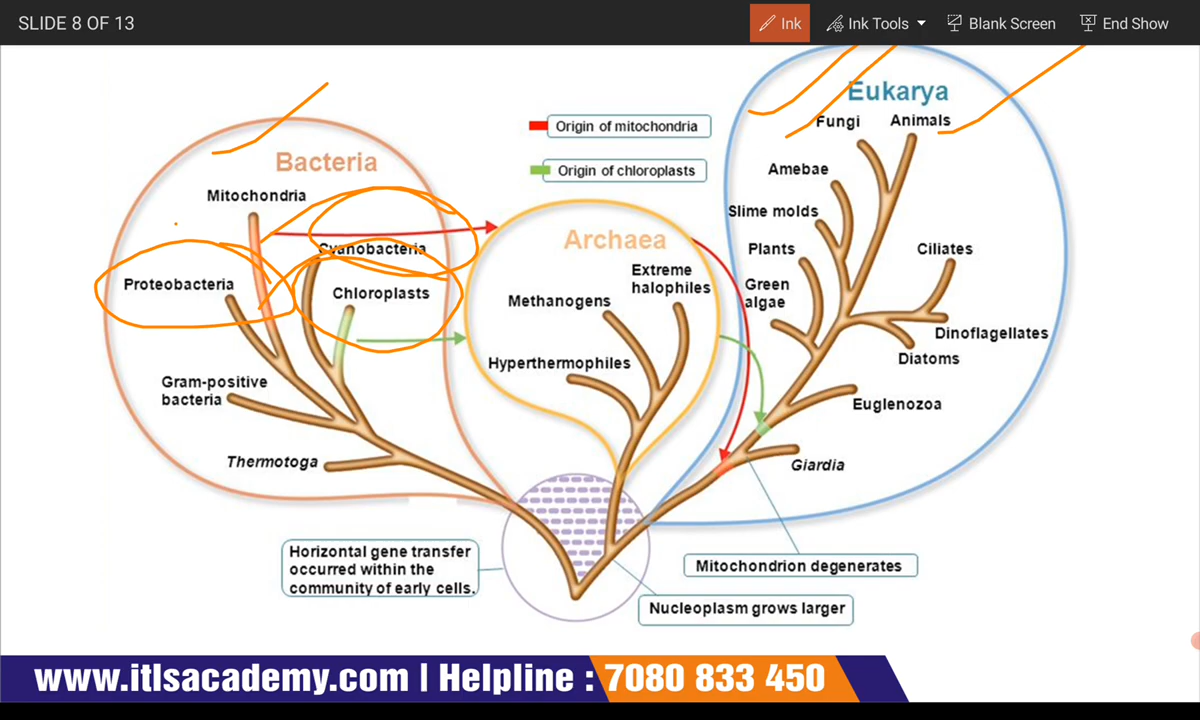 SLIDE 8 OF 13
Ink
Ink Tools
Blank Screen
End Show
Bacteria
Mitochondria
Cyanobacteria
Proteobacteria
Chloroplasts
Gram-positive
bacteria
Thermotoga
Origin of mitochondria
Origin of chloroplasts
Archaea
Extreme
halophiles
Methanogens
Hyperthermophiles
Eukarya
Fungi
Animals
Amebae
Slime molds
Plants
Ciliates
Green
algae
Dinoflagellates
Diatoms
Euglenozoa
Giardia
Horizontal gene transfer
occurred within the
community of early cells.
Mitochondrion degenerates
Nucleoplasm grows larger
www.itlsacademy.com | Helpline : 7080 833 450